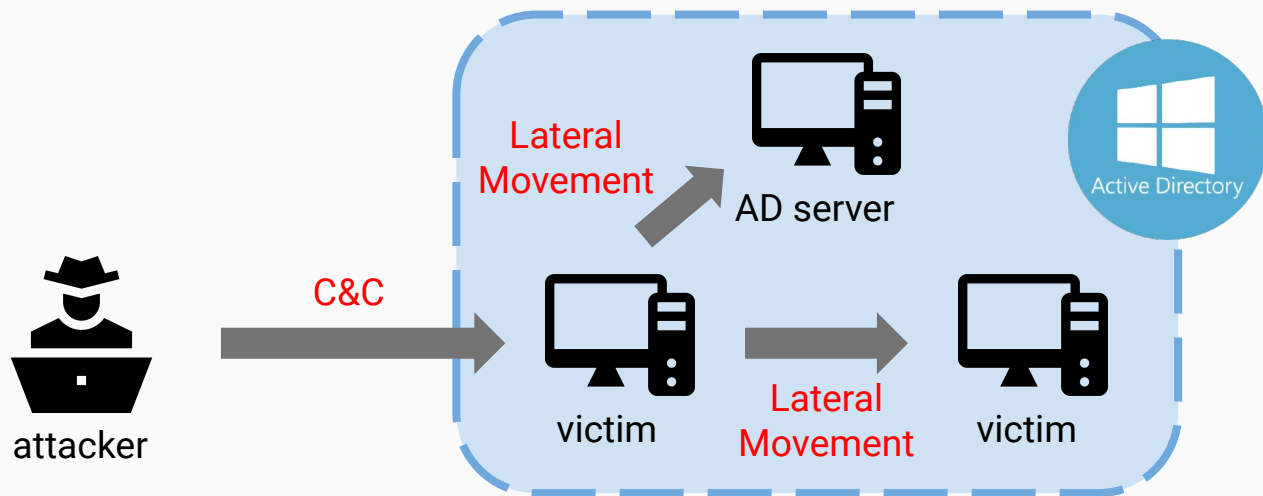 Lateral
Movement
AD server
Active Directory
C&C
attacker
victim
Lateral
Movement
victim